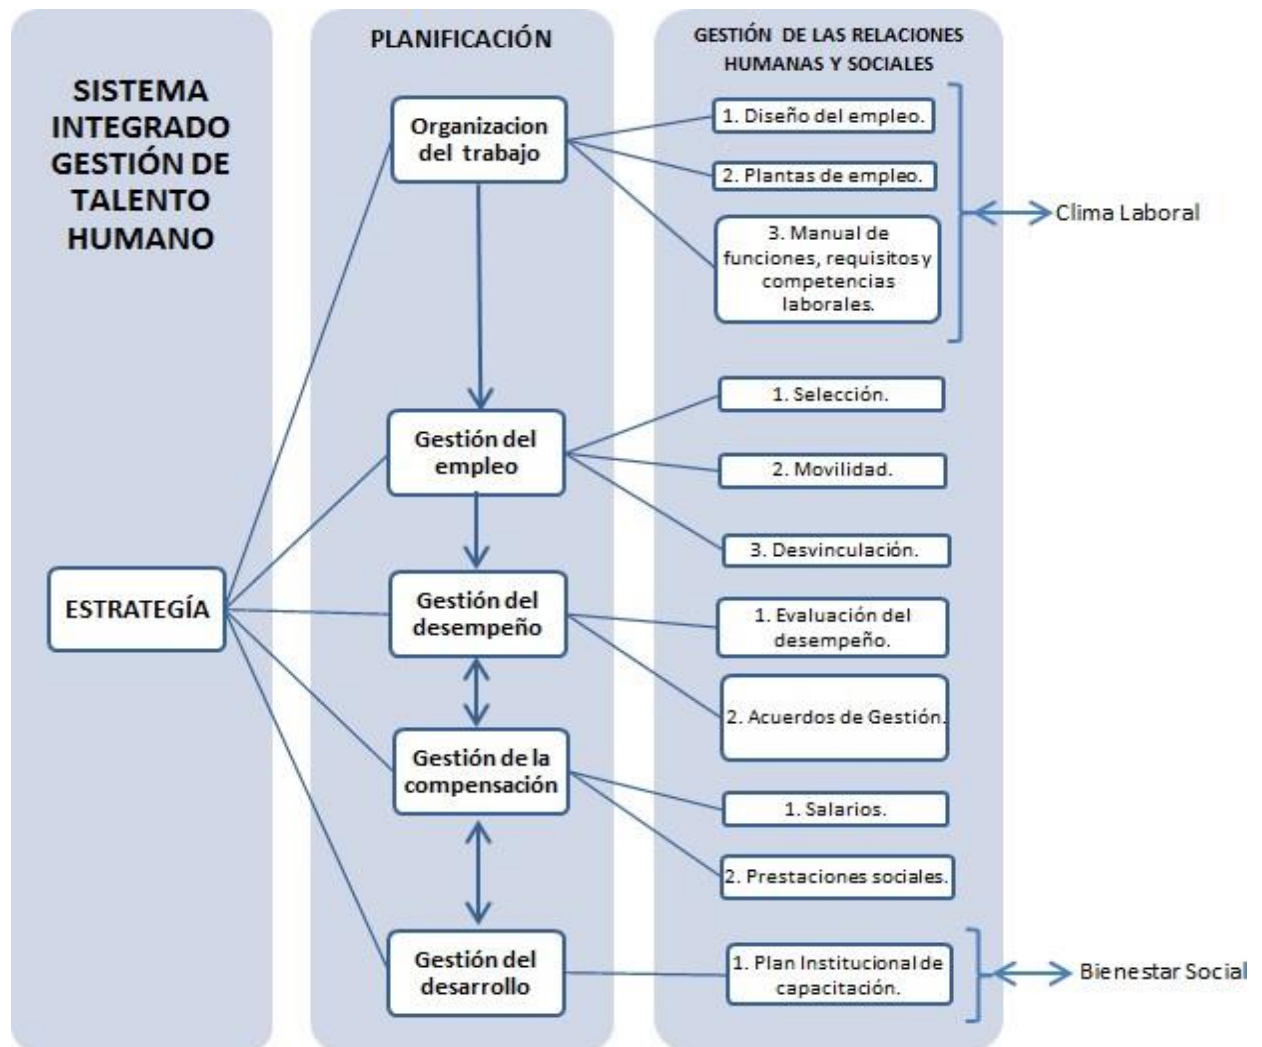 SISTEMA
INTEGRADO
GESTIÓN DE
TALENTO
HUMANO
ESTRATEGÍA
PLANIFICACIÓN
Organizacion
del trabajo
Gestión del
empleo
Gestión del
desempeño
Gestión de la
compensación
Gestión del
desarrollo
GESTIÓN DE LAS RELACIONES
HUMANAS Y SOCIALES
1. Diseño del empleo.
2. Plantas de empleo.
3. Manual de
funciones, requisitos y
competencias
laborales.
1. Selección.
2. Movilidad.
3. Desvinculación.
1. Evaluación del
desempeño.
2. Acuerdos de Gestión.
1. Salarios.
2. Prestaciones sociales.
1. Plan Institucional de
capacitación.
Clima Laboral
Bienestar Social